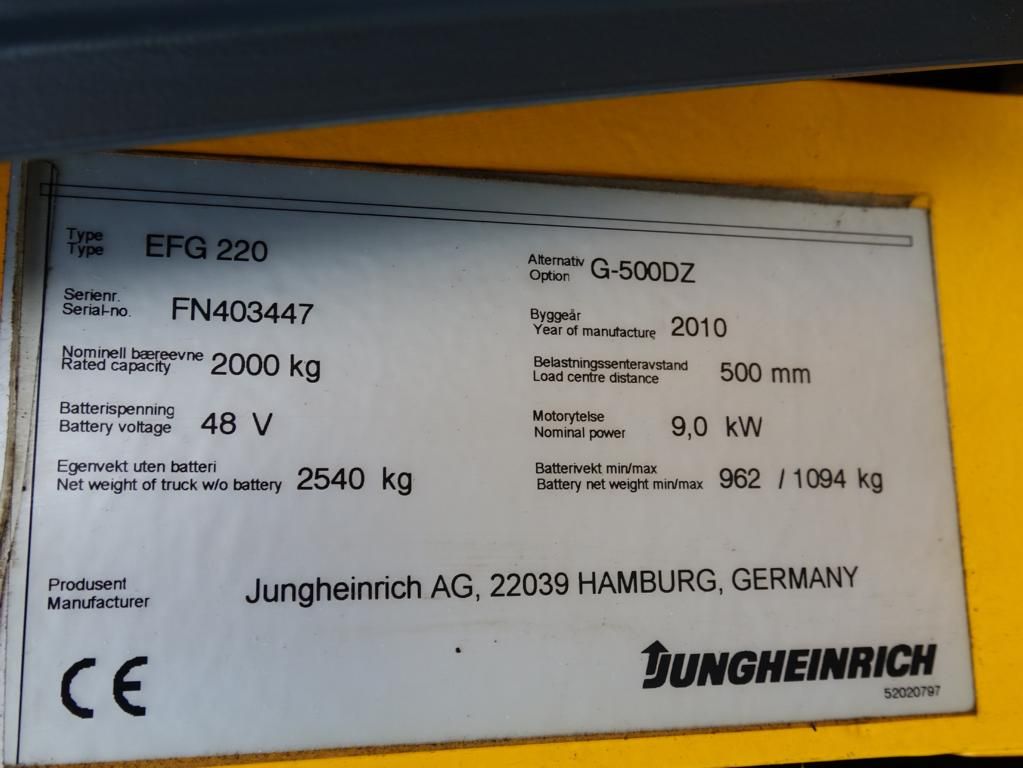 Type
Type EFG 220
Alternativ
Option G-500DZ
Serienr.
Serial-no. FN403447
Byggeår
Year of manufacture 2010
Nominell bæreevne
Rated capacity 2000 kg
Belastningssenteravstand
Load centre distance 500 mm
Batterispenning
Battery voltage 48 V
Motorytelse
Nominal power 9,0 kW
Egenvekt uten batteri
Net weight of truck w/o battery 2540 kg
Batterivekt min/max
Battery net weight min/max 962 / 1094 kg
Produsent
Manufacturer Jungheinrich AG, 22039 HAMBURG, GERMANY
CE
JUNGHEINRICH
52020797